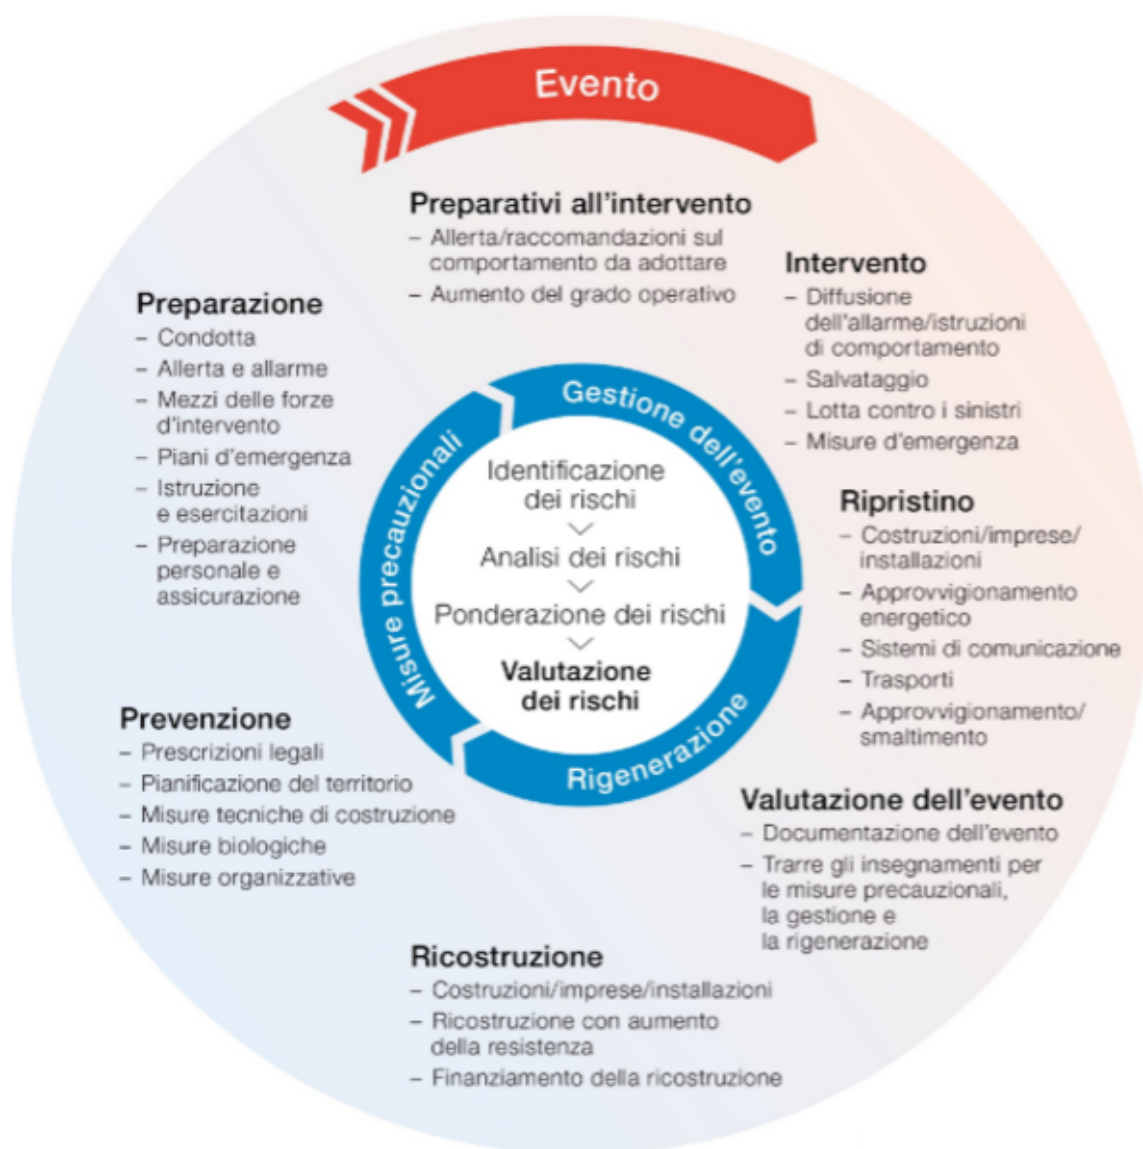 Evento
Preparativi all'intervento
– Allerta/raccomandazioni sul
comportamento da adottare
– Aumento del grado operativo
Intervento
– Diffusione
dell'allarme/istruzioni
di comportamento
– Salvataggio
– Lotta contro i sinistri
– Misure d'emergenza
Ripristino
– Costruzioni/imprese/
installazioni
– Approvvigionamento
energetico
– Sistemi di comunicazione
– Trasporti
– Approvvigionamento/
smaltimento
Valutazione dell'evento
– Documentazione dell'evento
– Trarre gli insegnamenti per
le misure precauzionali,
la gestione e
la rigenerazione
Ricostruzione
– Costruzioni/imprese/installazioni
– Ricostruzione con aumento
della resistenza
– Finanziamento della ricostruzione
Prevenzione
– Prescrizioni legali
– Pianificazione del territorio
– Misure tecniche di costruzione
– Misure biologiche
– Misure organizzative
Preparazione
– Condotta
– Allerta e allarme
– Mezzi delle forze
d'intervento
– Piani d'emergenza
– Istruzione
e esercitazioni
– Preparazione
personale e
assicurazione
Gestione dell'evento
Rigenerazione
Misure precauzionali
Identificazione
dei rischi
Analisi dei rischi
Ponderazione dei rischi
Valutazione
dei rischi